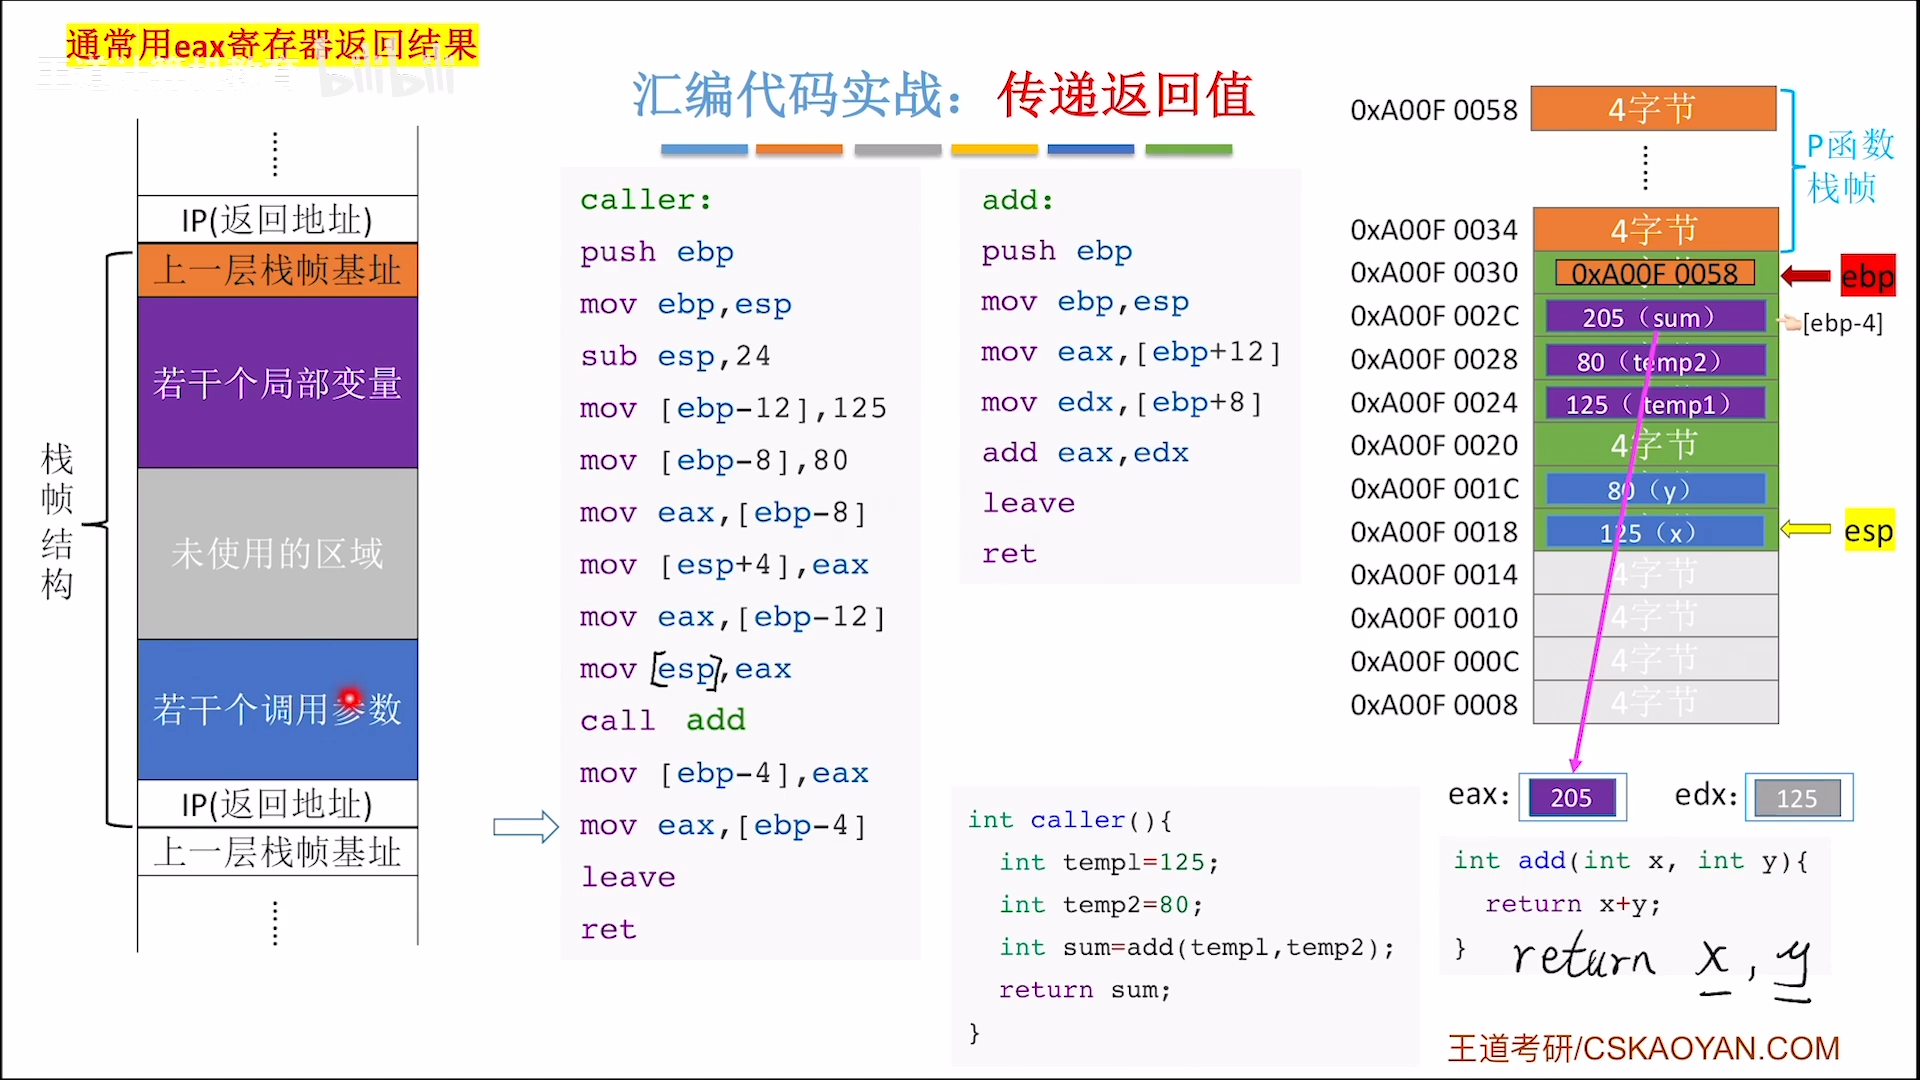 通常用eax寄存器返回结果
王道计算机教育 bilibili
汇编代码实战：传递返回值
IP(返回地址)
上一层栈帧基址
若干个局部变量
未使用的区域
若干个调用参数
IP(返回地址)
上一层栈帧基址
栈帧结构
caller:
push ebp
mov ebp,esp
sub esp,24
mov [ebp-12],125
mov [ebp-8],80
mov eax,[ebp-8]
mov [esp+4],eax
mov eax,[ebp-12]
mov [esp],eax
call add
mov [ebp-4],eax
mov eax,[ebp-4]
leave
ret
add:
push ebp
mov ebp,esp
mov eax,[ebp+12]
mov edx,[ebp+8]
add eax,edx
leave
ret
int caller(){
int temp1=125;
int temp2=80;
int sum=add(temp1,temp2);
return sum;
}
0xA00F 0058 4字节
P函数
栈帧
0xA00F 0034 4字节
0xA00F 0030 0xA00F 0058 ebp
0xA00F 002C 205（sum） [ebp-4]
0xA00F 0028 80（temp2）
0xA00F 0024 125（temp1）
0xA00F 0020 4字节
0xA00F 001C 80（y）
0xA00F 0018 125（x） esp
0xA00F 0014 4字节
0xA00F 0010 4字节
0xA00F 000C 4字节
0xA00F 0008 4字节
eax: 205 edx: 125
int add(int x, int y){
return x+y;
}
return x, y
王道考研/CSKAOYAN.COM